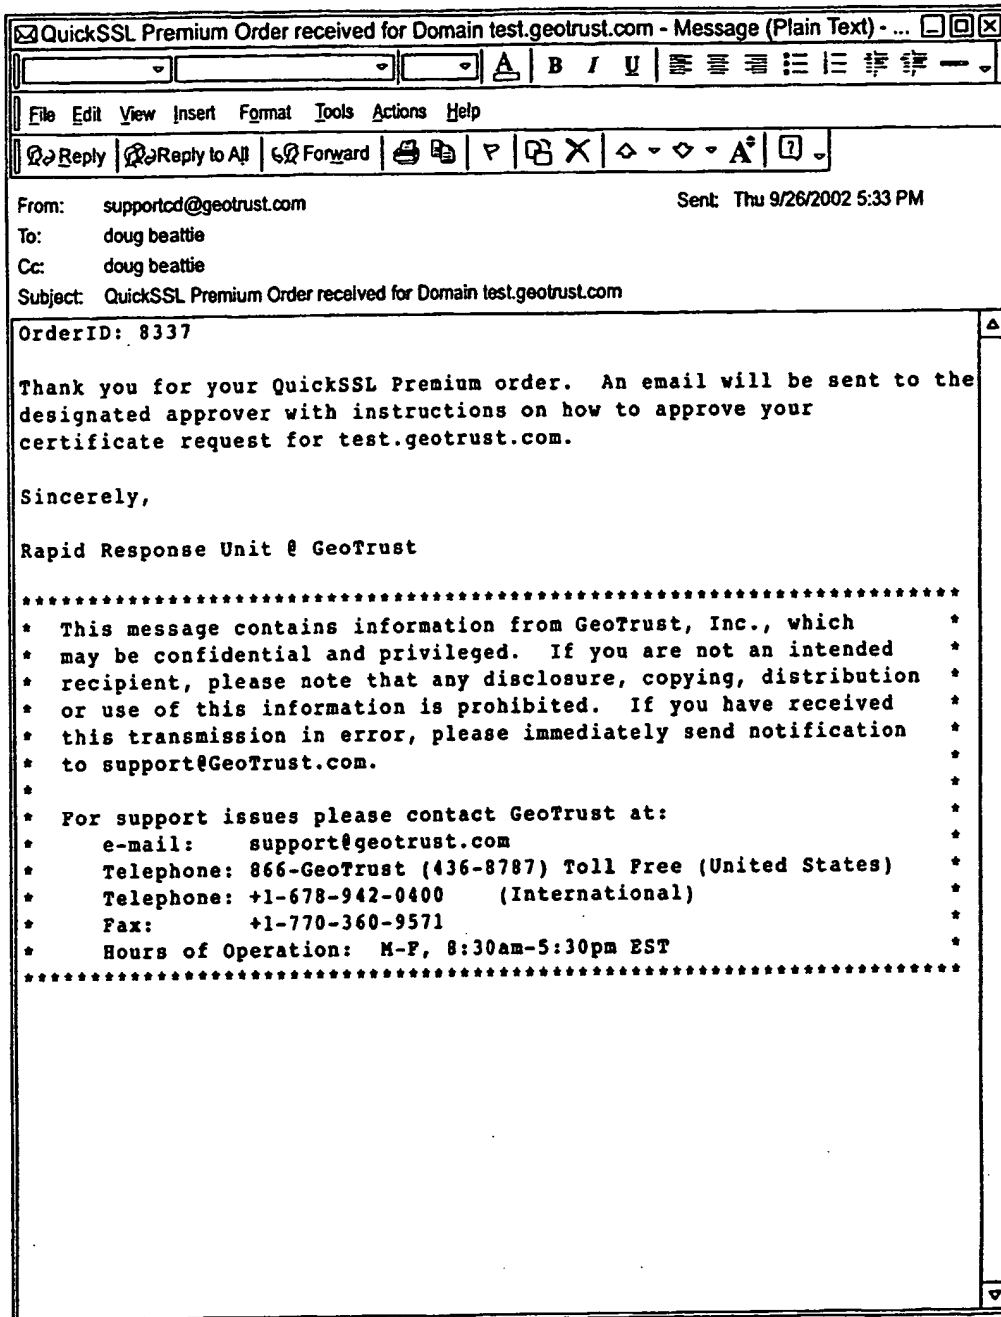 QuickSSL Premium Order received for Domain test.geotrust.com - Message (Plain Text) - ...
A B I U
File Edit View Insert Format Tools Actions Help
Reply Reply to All Forward A ?
From: supportcd@geotrust.com Sent: Thu 9/26/2002 5:33 PM
To: doug beattie
Cc: doug beattie
Subject: QuickSSL Premium Order received for Domain test.geotrust.com
OrderID: 8337
Thank you for your QuickSSL Premium order. An email will be sent to the
designated approver with instructions on how to approve your
certificate request for test.geotrust.com.
Sincerely,
Rapid Response Unit @ GeoTrust
***********************************************************************
* This message contains information from GeoTrust, Inc., which *
* may be confidential and privileged. If you are not an intended *
* recipient, please note that any disclosure, copying, distribution *
* or use of this information is prohibited. If you have received *
* this transmission in error, please immediately send notification *
* to support@GeoTrust.com. *
* *
* For support issues please contact GeoTrust at: *
* e-mail: support@geotrust.com *
* Telephone: 866-GeoTrust (436-8787) Toll Free (United States) *
* Telephone: +1-678-942-0400 (International) *
* Fax: +1-770-360-9571 *
* Hours of Operation: M-F, 8:30am-5:30pm EST *
***********************************************************************